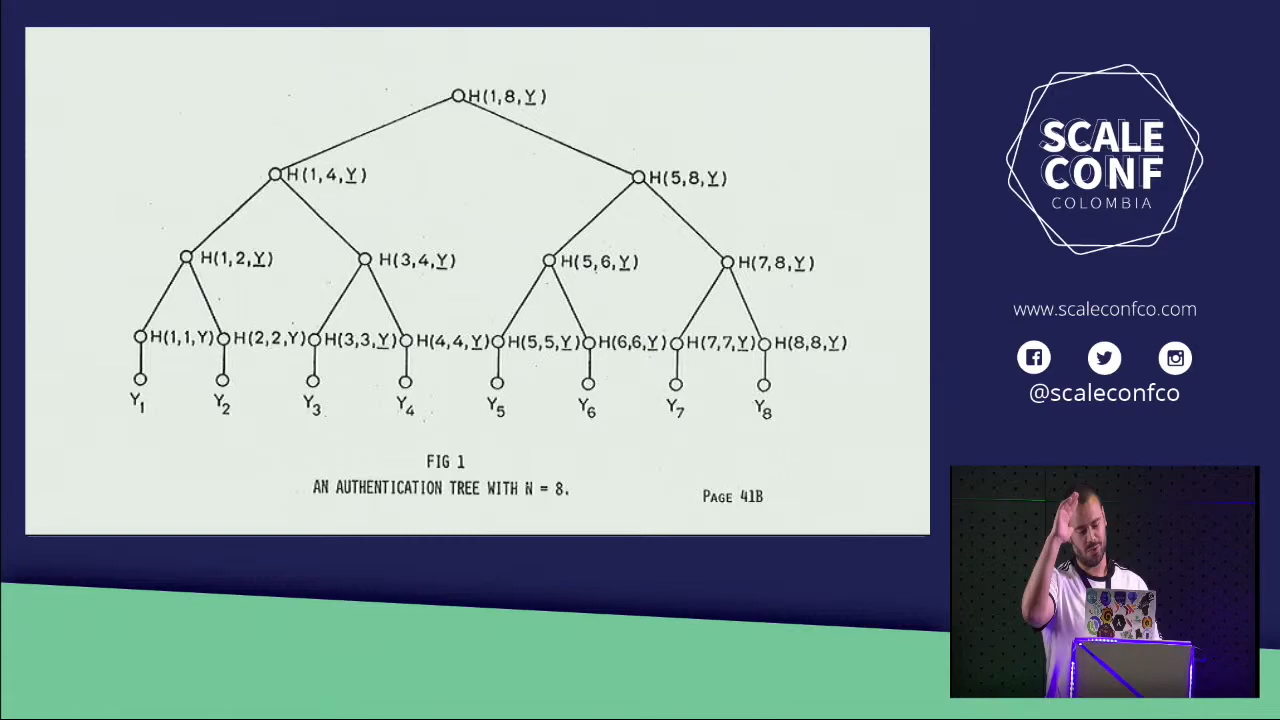 H(1,8,Y)
H(1,4,Y)
H(5,8,Y)
H(1,2,Y)
H(3,4,Y)
H(5,6,Y)
H(7,8,Y)
H(1,1,Y) H(2,2,Y) H(3,3,Y) H(4,4,Y) H(5,5,Y) H(6,6,Y) H(7,7,Y) H(8,8,Y)
Y1 Y2 Y3 Y4 Y5 Y6 Y7 Y8
FIG 1
AN AUTHENTICATION TREE WITH N = 8.
PAGE 41B
SCALE
CONF
COLOMBIA
www.scaleconfco.com
@scaleconfco